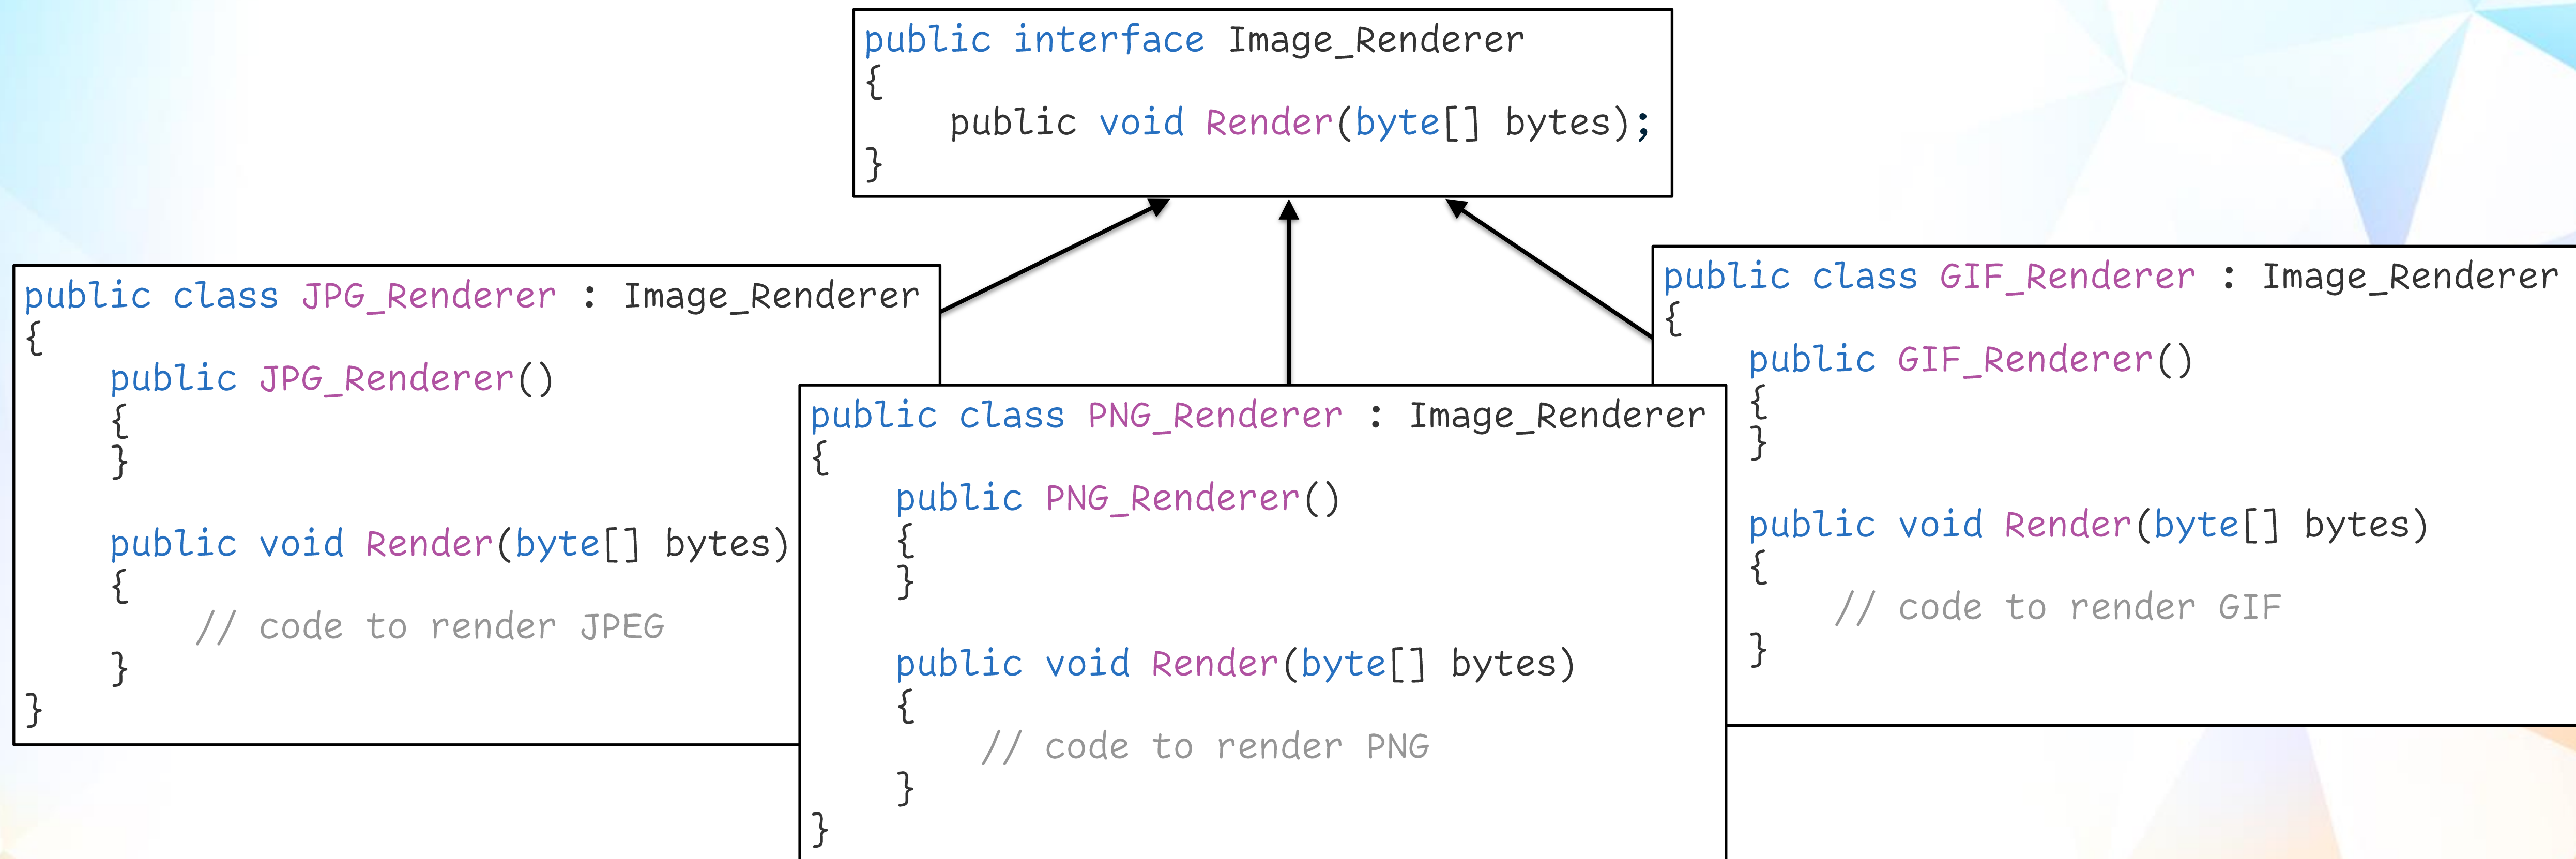 public interface Image_Renderer
{
    public void Render(byte[] bytes);
}
public class JPG_Renderer : Image_Renderer
{
    public JPG_Renderer()
    {
    }
    public void Render(byte[] bytes)
    {
        // code to render JPEG
    }
}
public class PNG_Renderer : Image_Renderer
{
    public PNG_Renderer()
    {
    }
    public void Render(byte[] bytes)
    {
        // code to render PNG
    }
}
public class GIF_Renderer : Image_Renderer
{
    public GIF_Renderer()
    {
    }
    public void Render(byte[] bytes)
    {
        // code to render GIF
    }